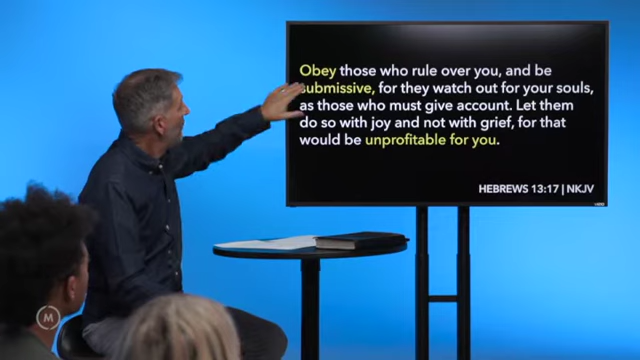 Obey those who rule over you, and be
submissive, for they watch out for your souls,
as those who must give account. Let them
do so with joy and not with grief, for that
would be unprofitable for you.
HEBREWS 13:17 | NKJV
M